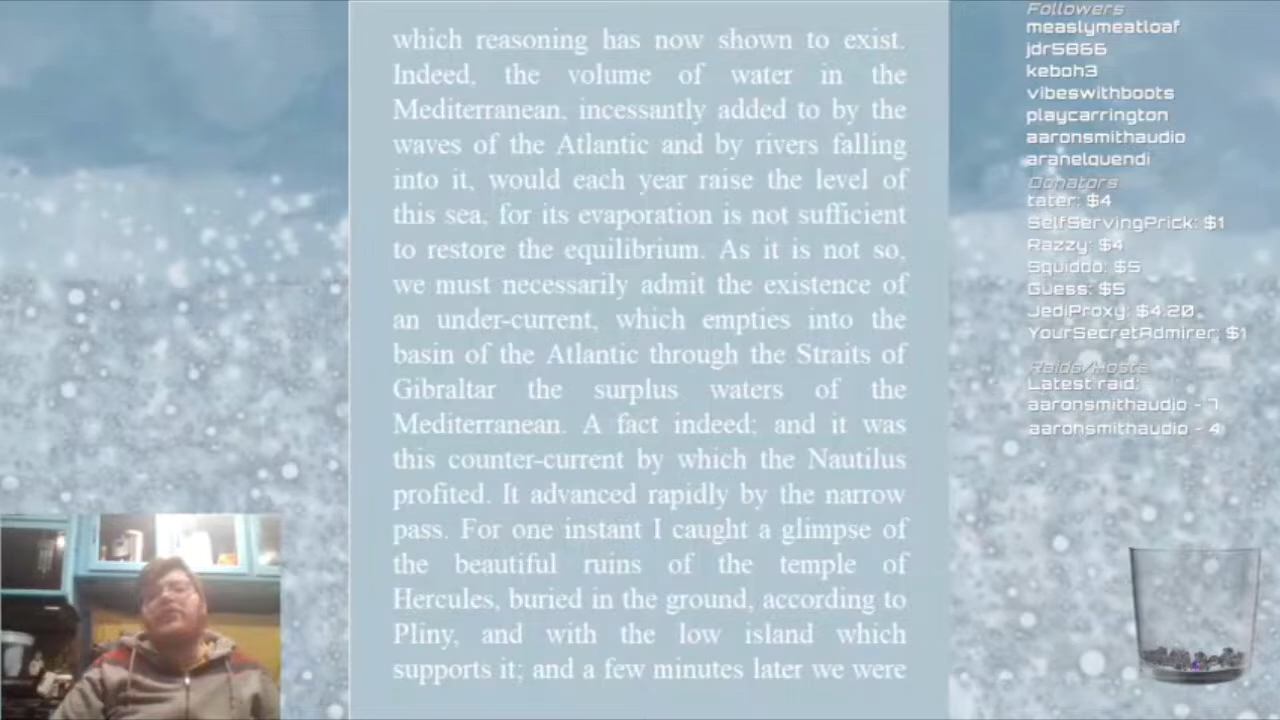 which reasoning has now shown to exist.
Indeed, the volume of water in the
Mediterranean, incessantly added to by the
waves of the Atlantic and by rivers falling
into it, would each year raise the level of
this sea, for its evaporation is not sufficient
to restore the equilibrium. As it is not so,
we must necessarily admit the existence of
an under-current, which empties into the
basin of the Atlantic through the Straits of
Gibraltar the surplus waters of the
Mediterranean. A fact indeed; and it was
this counter-current by which the Nautilus
profited. It advanced rapidly by the narrow
pass. For one instant I caught a glimpse of
the beautiful ruins of the temple of
Hercules, buried in the ground, according to
Pliny, and with the low island which
supports it; and a few minutes later we were
Followers
measlymeatloaf
jdr5866
keboh3
vibeswithboots
playcarrington
aaronsmithaudio
aranelquendi
Donators
tater: $4
SelfServingPrick: $1
Razzy: $4
Squidoo: $5
Guess: $5
JediProxy: $4.20
YourSecretAdmirer: $1
Raids/Hosts
Latest raid:
aaronsmithaudio - 7
aaronsmithaudio - 4